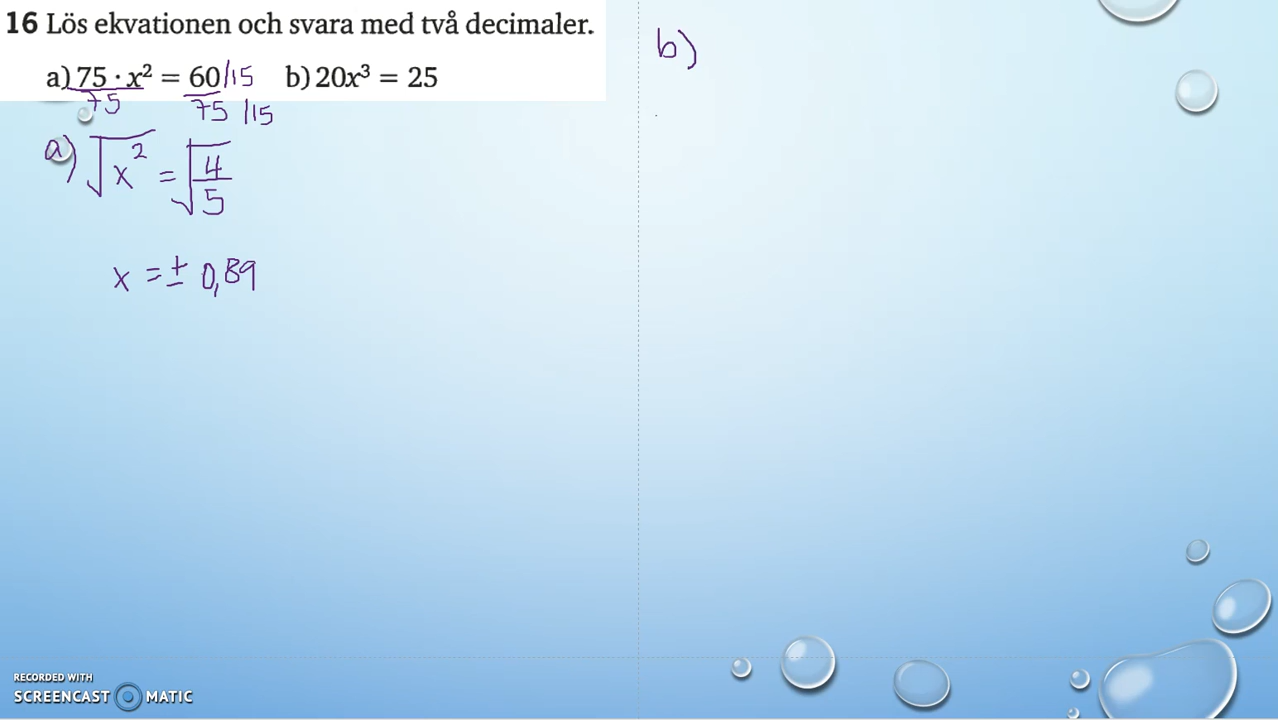 16 Lös ekvationen och svara med två decimaler.
a) 75 · x² = 60 /15 b) 20x³ = 25
75 75 /15
a) √x² = √4/5
x = ± 0,89
b)
RECORDED WITH
SCREENCAST MATIC